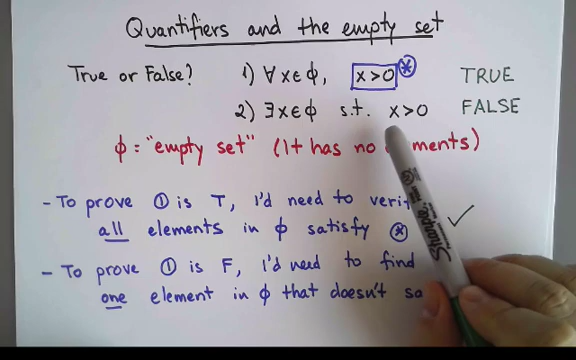 Quantifiers and the empty set
True or False? 1) ∀ x ∈ ϕ, x > 0 ⊛ TRUE
2) ∃ x ∈ ϕ s.t. x > 0 FALSE
ϕ = "empty set" (It has no
- To prove ① is T, I'd need to
all elements in ϕ satisfy ⊛ ✓
- To prove ① is F, I'd need to find
one element in ϕ that doesn't
Sharpie